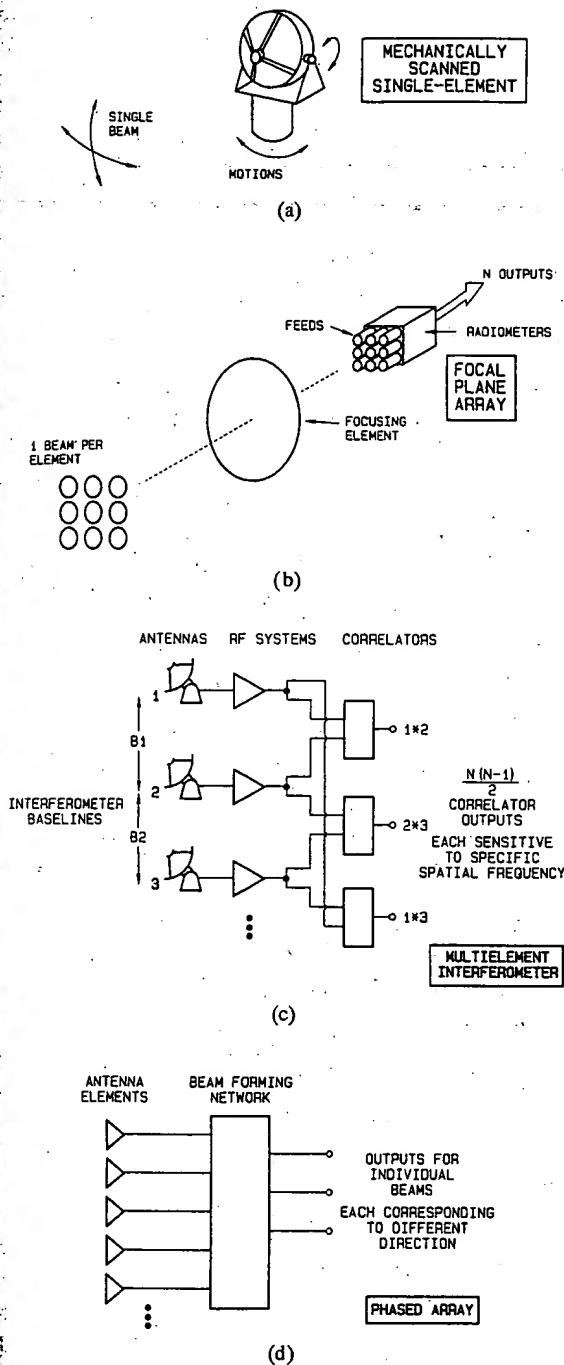 MECHANICALLY
SCANNED
SINGLE-ELEMENT
SINGLE
BEAM
MOTIONS
(a)
N OUTPUTS
FEEDS
RADIOMETERS
FOCAL
PLANE
ARRAY
FOCUSING
ELEMENT
1 BEAM PER
ELEMENT
(b)
ANTENNAS RF SYSTEMS CORRELATORS
1
1*2
B1
N(N-1)
2
CORRELATOR
OUTPUTS
2
INTERFEROMETER
BASELINES
2*3
EACH SENSITIVE
TO SPECIFIC
SPATIAL FREQUENCY
B2
3
1*3
MULTIELEMENT
INTERFEROMETER
(c)
ANTENNA
ELEMENTS
BEAM FORMING
NETWORK
OUTPUTS FOR
INDIVIDUAL
BEAMS
EACH CORRESPONDING
TO DIFFERENT
DIRECTION
PHASED ARRAY
(d)